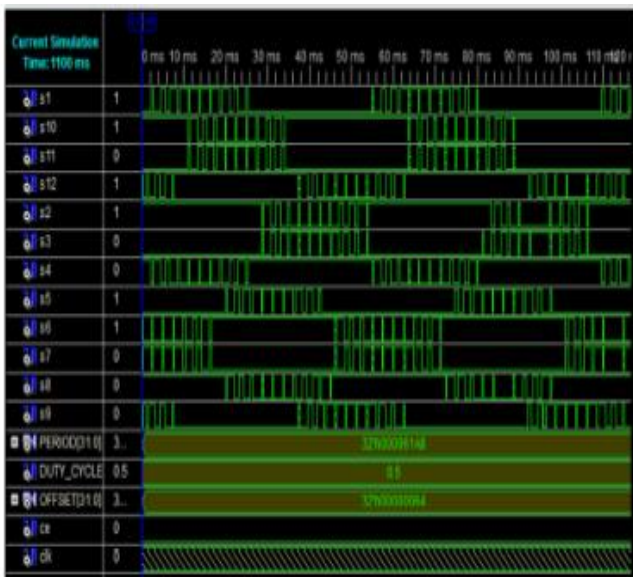 Current Simulation
Time: 1100 ms
0 ms 10 ms 20 ms 30 ms 40 ms 50 ms 60 ms 70 ms 80 ms 90 ms 100 ms
s1 1
s10 1
s11 0
s12 1
s2 1
s3 0
s4 0
s5 1
s6 1
s7 0
s8 0
s9 0
PERIOD[31:0] 3...
DUTY_CYCLE 0.5 0.5
OFFSET[31:0] 3...
ce 0
clk 0